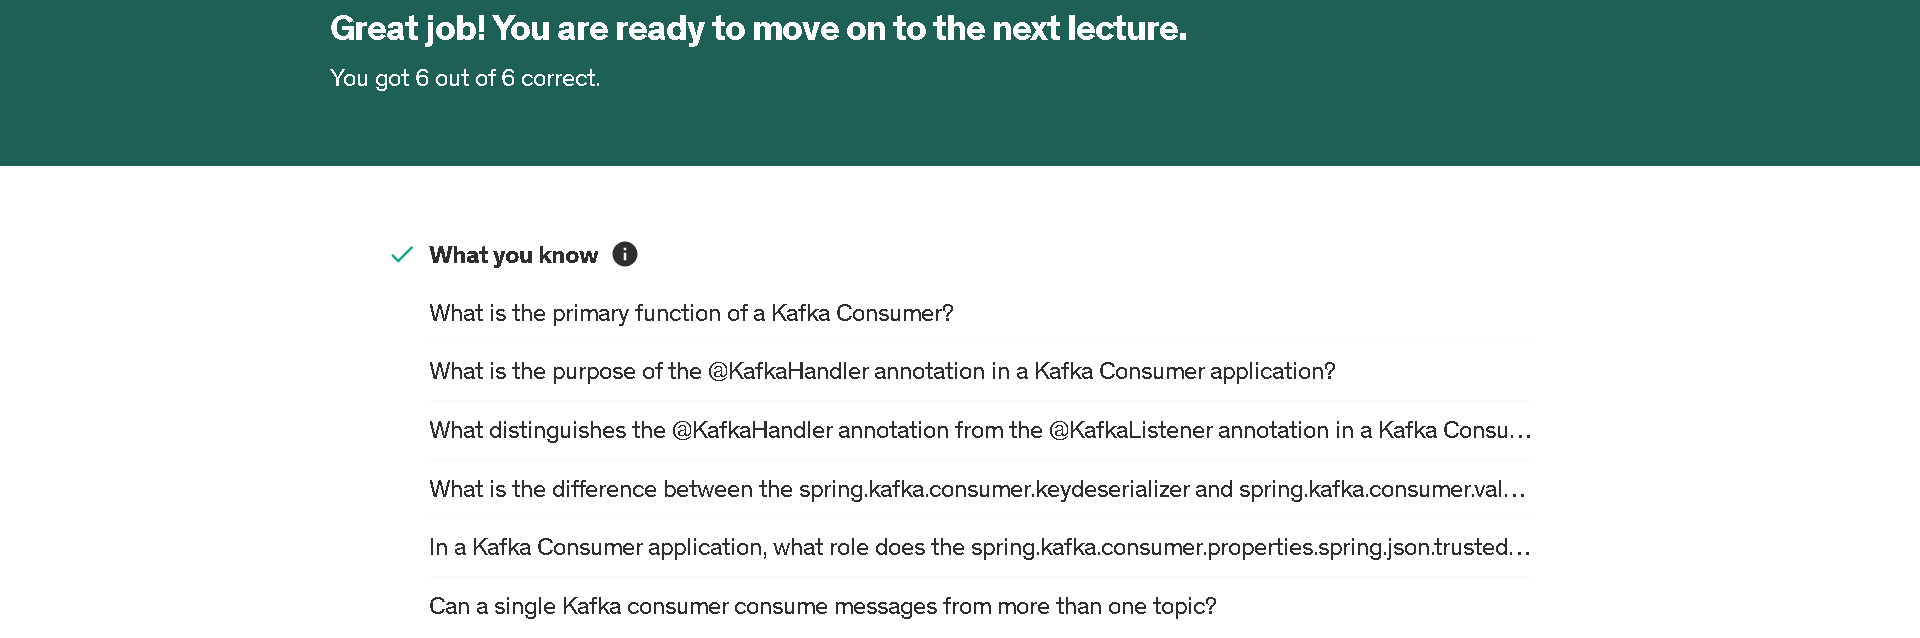 Great job! You are ready to move on to the next lecture.
You got 6 out of 6 correct.
What you know
What is the primary function of a Kafka Consumer?
What is the purpose of the @KafkaHandler annotation in a Kafka Consumer application?
What distinguishes the @KafkaHandler annotation from the @KafkaListener annotation in a Kafka Consu...
What is the difference between the spring.kafka.consumer.keydeserializer and spring.kafka.consumer.val...
In a Kafka Consumer application, what role does the spring.kafka.consumer.properties.spring.json.trusted...
Can a single Kafka consumer consume messages from more than one topic?